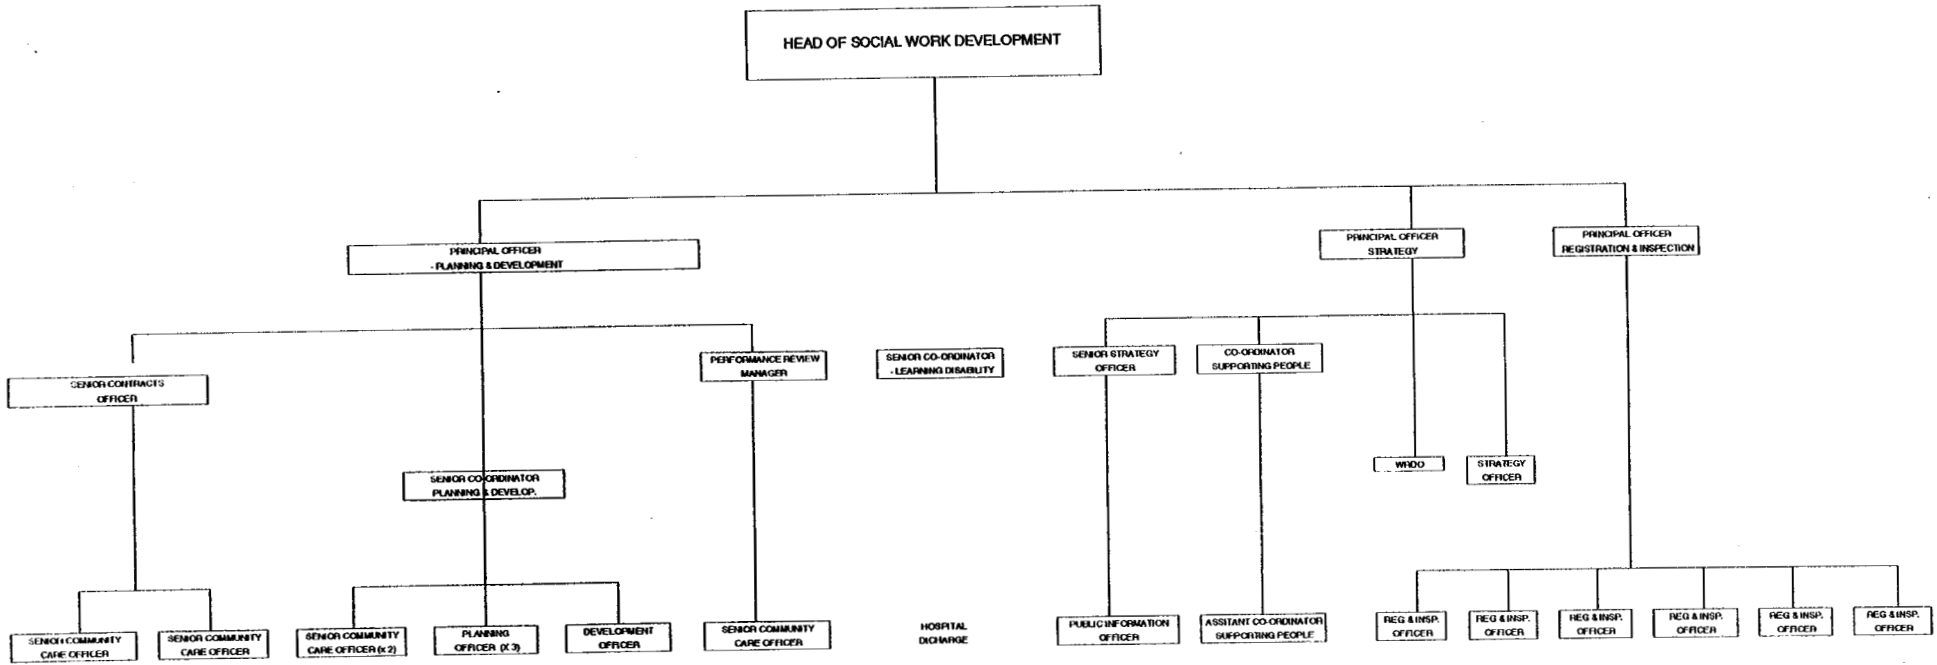 HEAD OF SOCIAL WORK DEVELOPMENT
PRINCIPAL OFFICER
- PLANNING & DEVELOPMENT
PRINCIPAL OFFICER
STRATEGY
PRINCIPAL OFFICER
REGISTRATION & INSPECTION
SENIOR CONTRACTS
OFFICER
PERFORMANCE REVIEW
MANAGER
SENIOR CO-ORDINATOR
- LEARNING DISABILITY
SENIOR STRATEGY
OFFICER
CO-ORDINATOR
SUPPORTING PEOPLE
SENIOR CO-ORDINATOR
PLANNING & DEVELOP.
WRDO
STRATEGY
OFFICER
SENIOR COMMUNITY
CARE OFFICER
SENIOR COMMUNITY
CARE OFFICER
SENIOR COMMUNITY
CARE OFFICER (x 2)
PLANNING
OFFICER (X 3)
DEVELOPMENT
OFFICER
SENIOR COMMUNITY
CARE OFFICER
HOSPITAL
DICHARGE
PUBLIC INFORMATION
OFFICER
ASSITANT CO-ORDINATOR
SUPPORTING PEOPLE
REG & INSP.
OFFICER
REG & INSP.
OFFICER
REG & INSP.
OFFICER
REG & INSP.
OFFICER
REG & INSP.
OFFICER
REG & INSP.
OFFICER